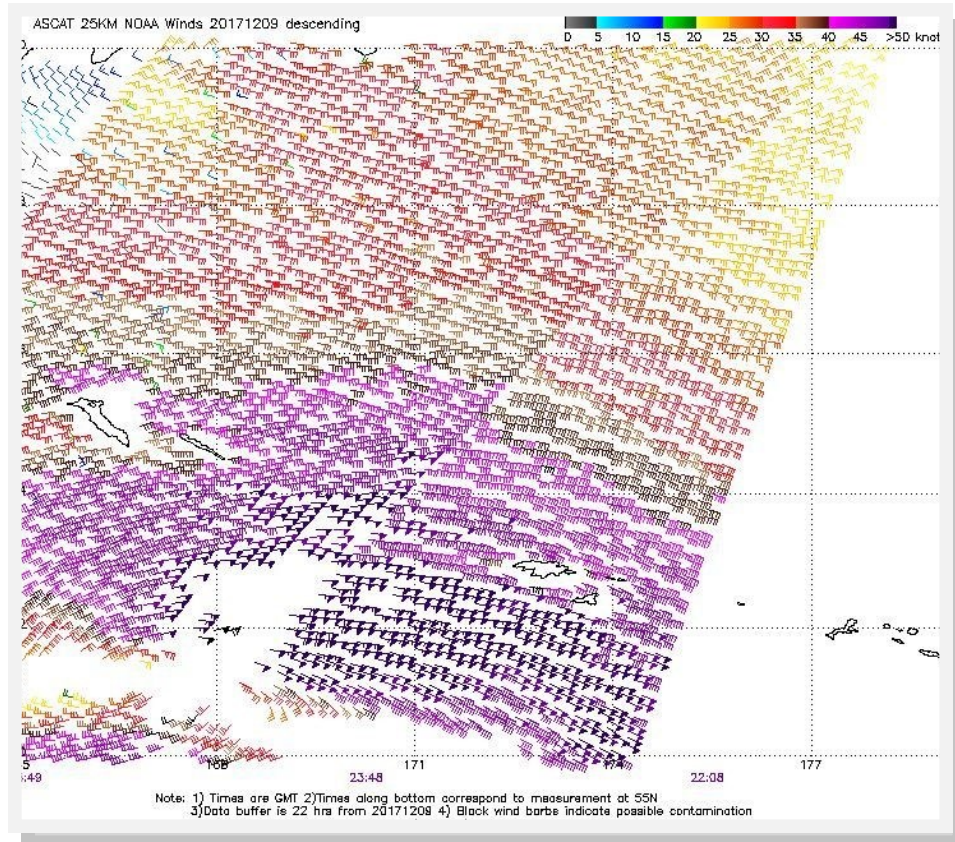 ASCAT 25KM NOAA Winds 20171209 descending
0 5 10 15 20 25 30 35 40 45 >50 knot
168 171 174 177
:49 23:48 22:08
Note: 1) Times are GMT 2)Times along bottom correspond to measurement at 55N
3)Data buffer is 22 hrs from 20171209 4) Black wind barbs indicate possible contamination